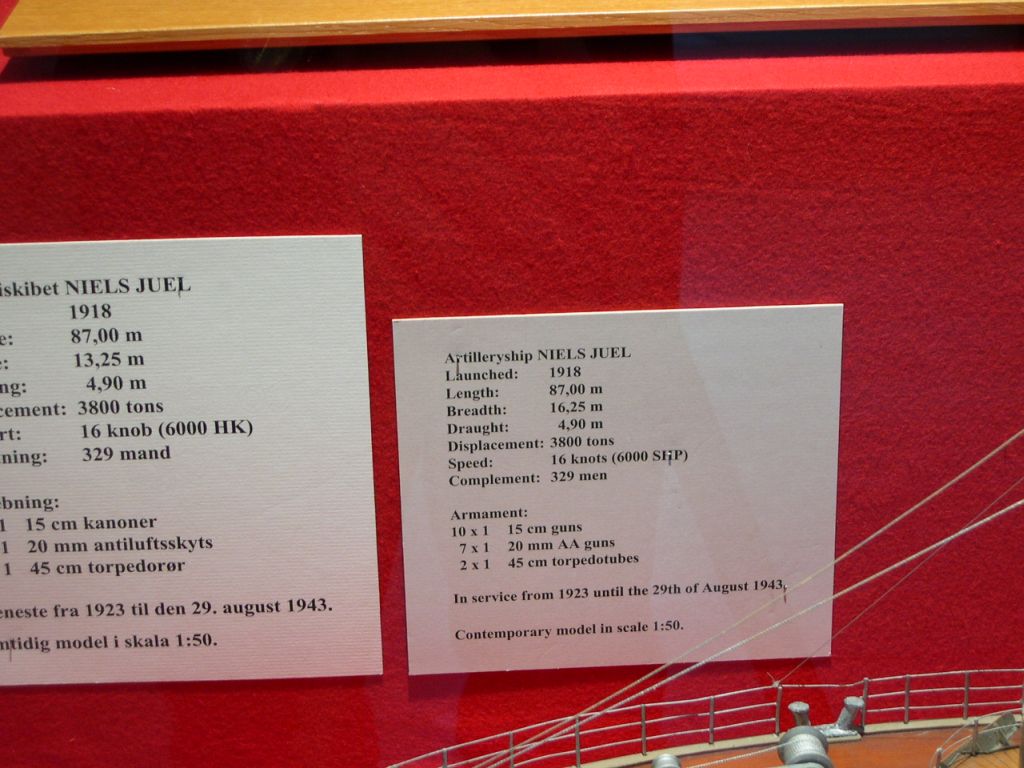 iskibet NIELS JUEL
1918
e: 87,00 m
e: 13,25 m
ng: 4,90 m
cement: 3800 tons
rt: 16 knob (6000 HK)
ning: 329 mand
ebning:
1 15 cm kanoner
1 20 mm antiluftsskyts
1 45 cm torpedorør
eneste fra 1923 til den 29. august 1943.
mtidig model i skala 1:50.
Artilleryship NIELS JUEL
Launched: 1918
Length: 87,00 m
Breadth: 16,25 m
Draught: 4,90 m
Displacement: 3800 tons
Speed: 16 knots (6000 SHP)
Complement: 329 men
Armament:
10 x 1 15 cm guns
7 x 1 20 mm AA guns
2 x 1 45 cm torpedotubes
In service from 1923 until the 29th of August 1943.
Contemporary model in scale 1:50.